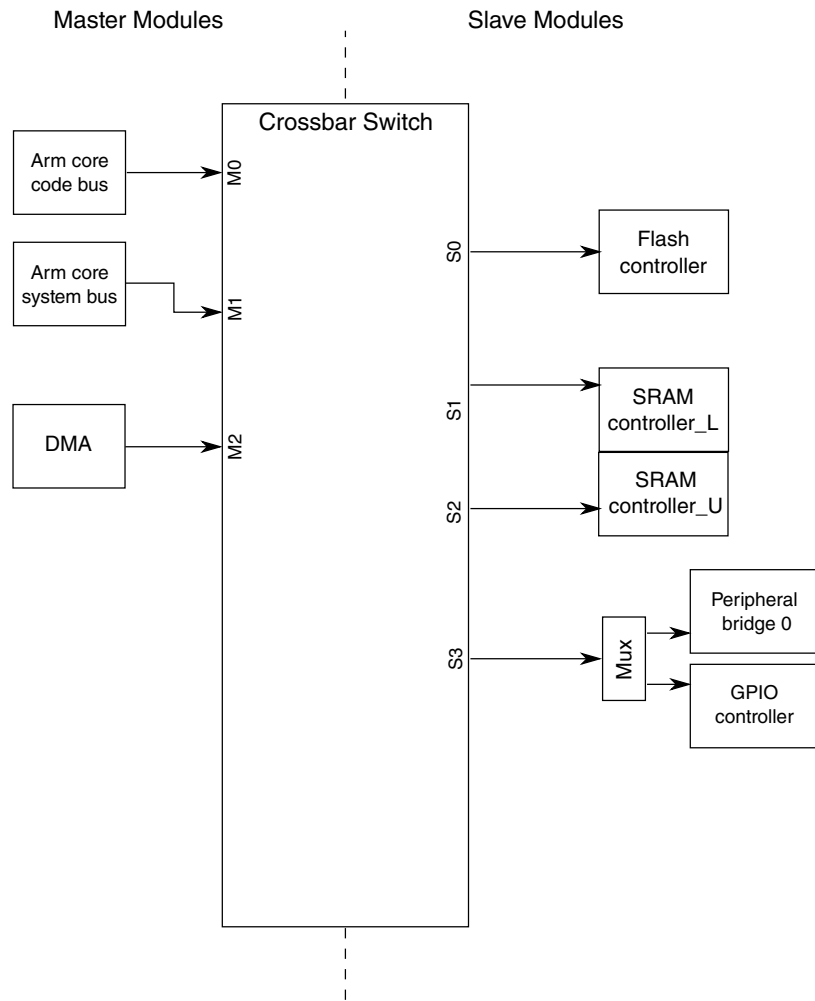 Master Modules
Slave Modules
Crossbar Switch
Arm core
code bus
M0
Arm core
system bus
M1
DMA
M2
S0
Flash
controller
S1
SRAM
controller_L
S2
SRAM
controller_U
S3
Mux
Peripheral
bridge 0
GPIO
controller